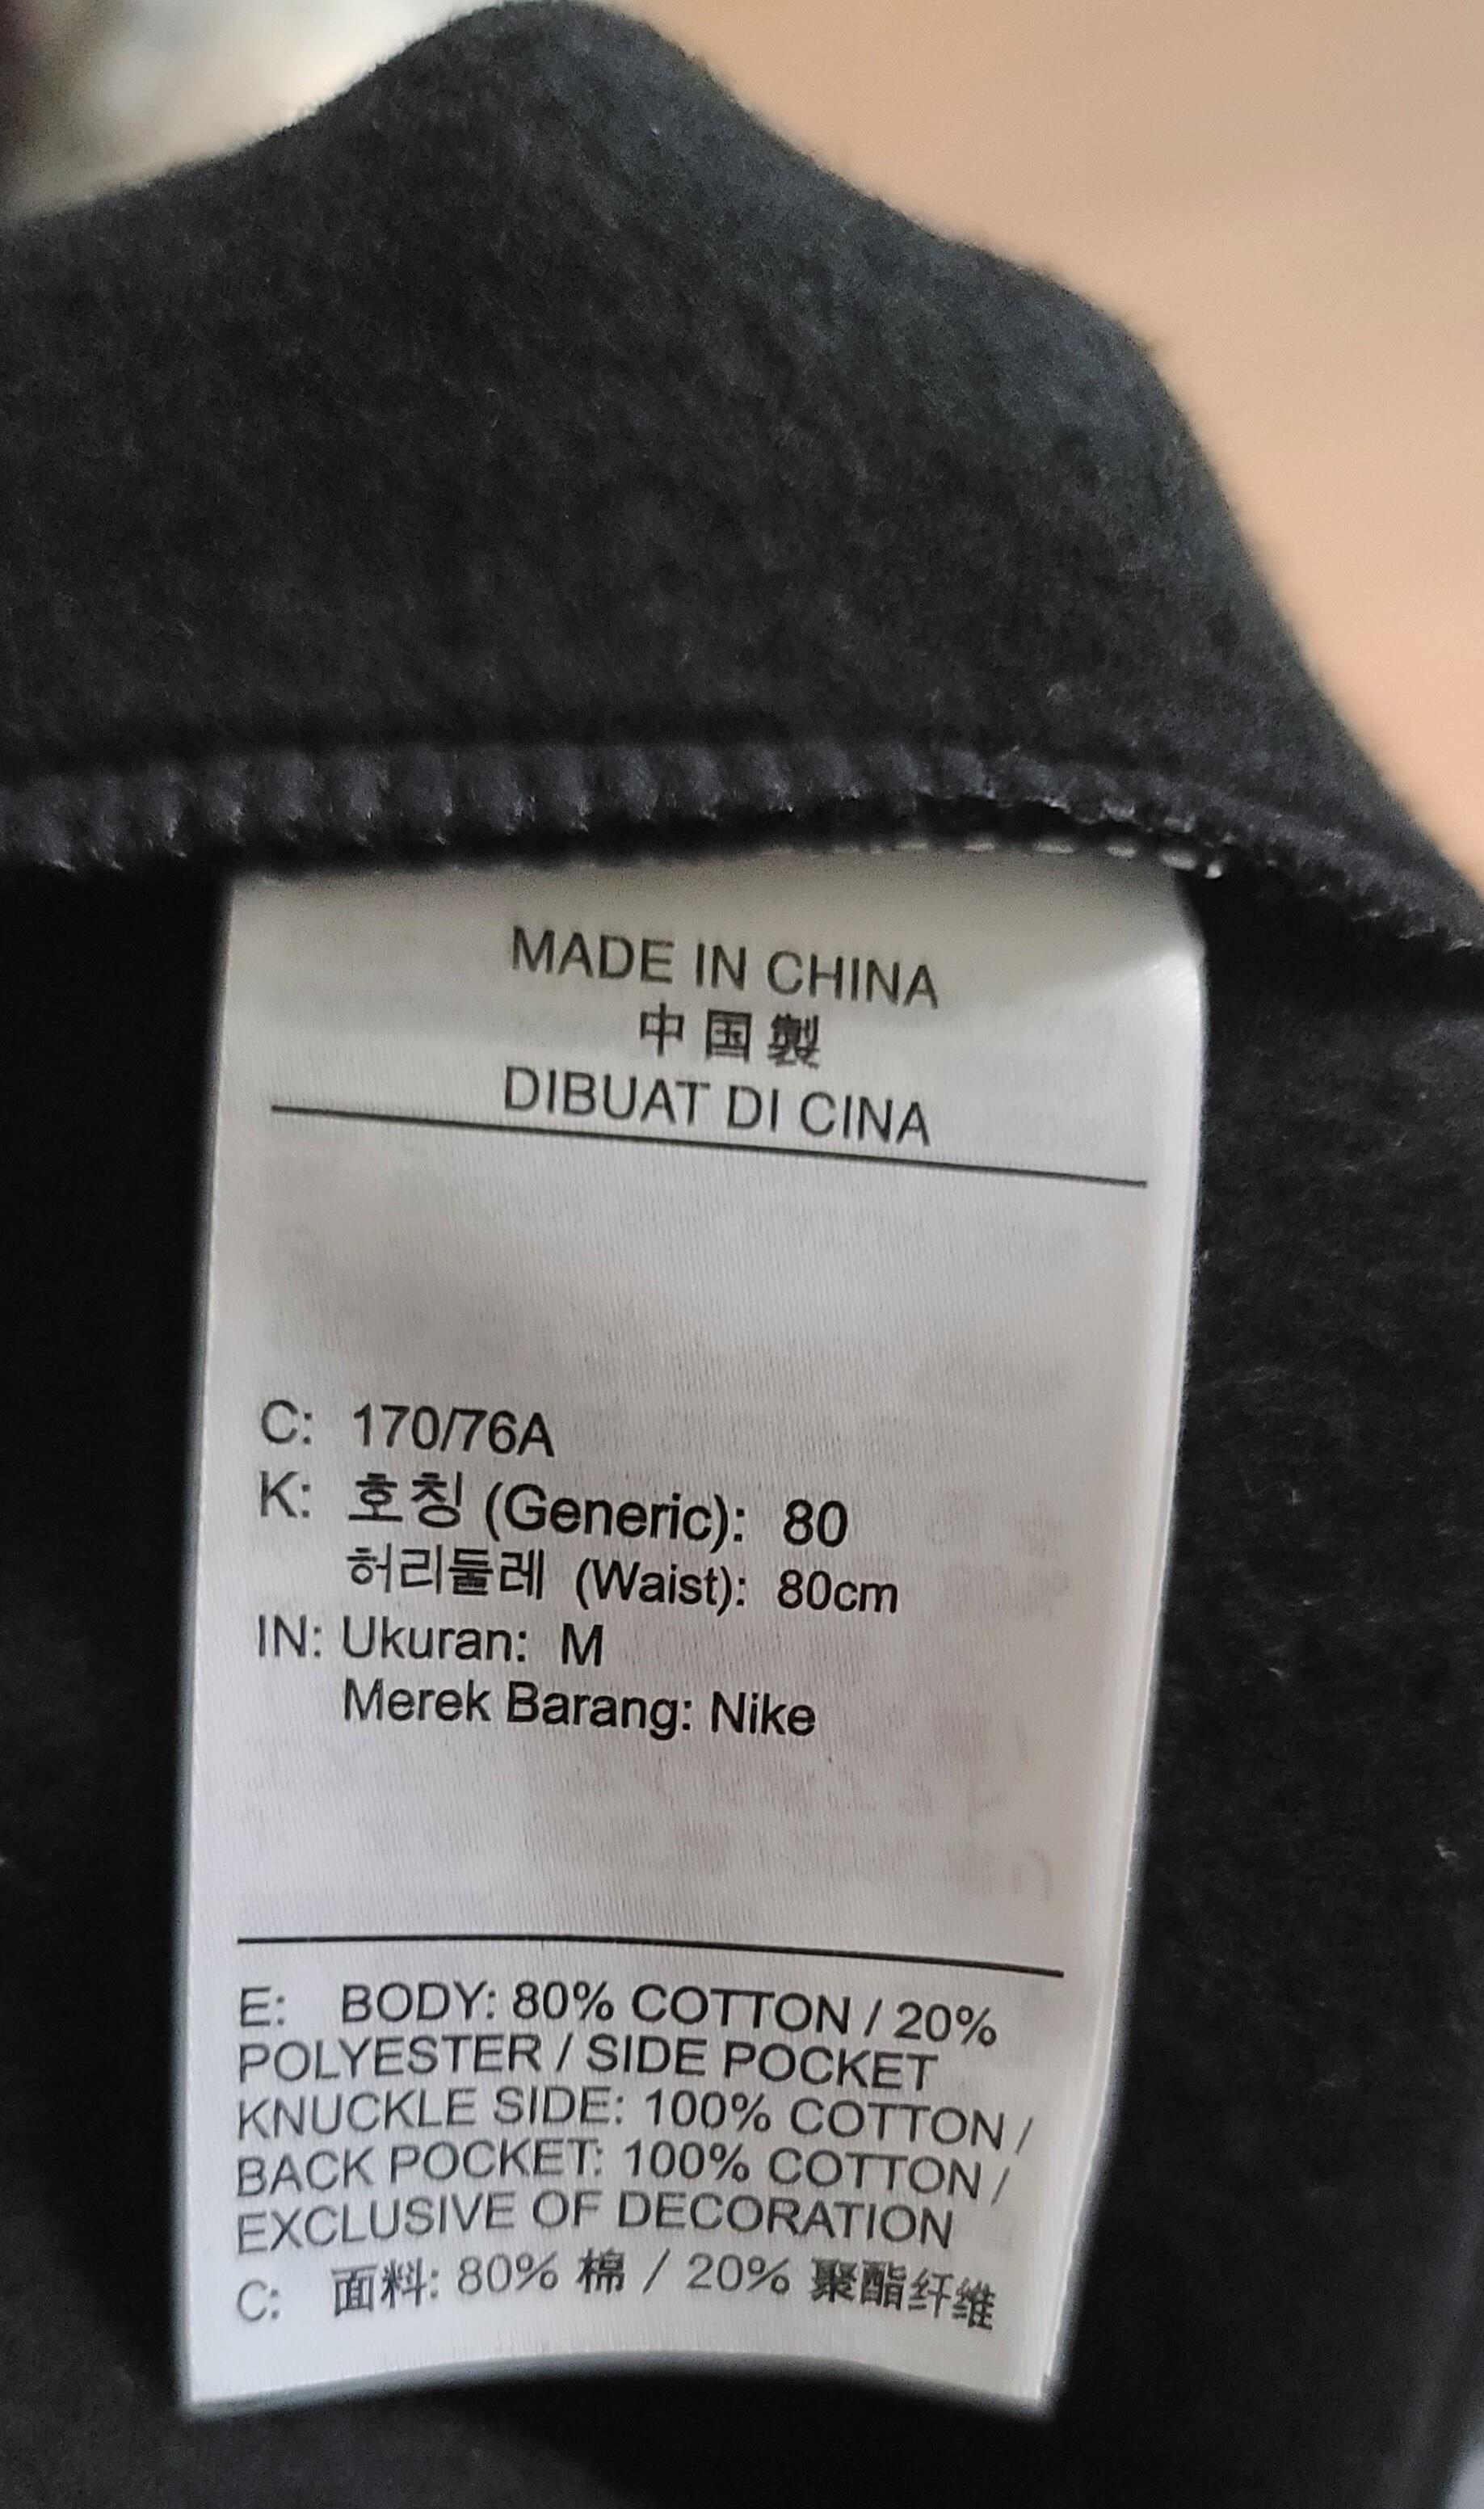 MADE IN CHINA
中国製
DIBUAT DI CINA
C: 170/76A
K: 호칭 (Generic): 80
허리둘레 (Waist): 80cm
IN: Ukuran: M
Merek Barang: Nike
E: BODY: 80% COTTON / 20%
POLYESTER / SIDE POCKET
KNUCKLE SIDE: 100% COTTON /
BACK POCKET: 100% COTTON /
EXCLUSIVE OF DECORATION
C: 面料: 80% 棉 / 20% 聚酯纤维